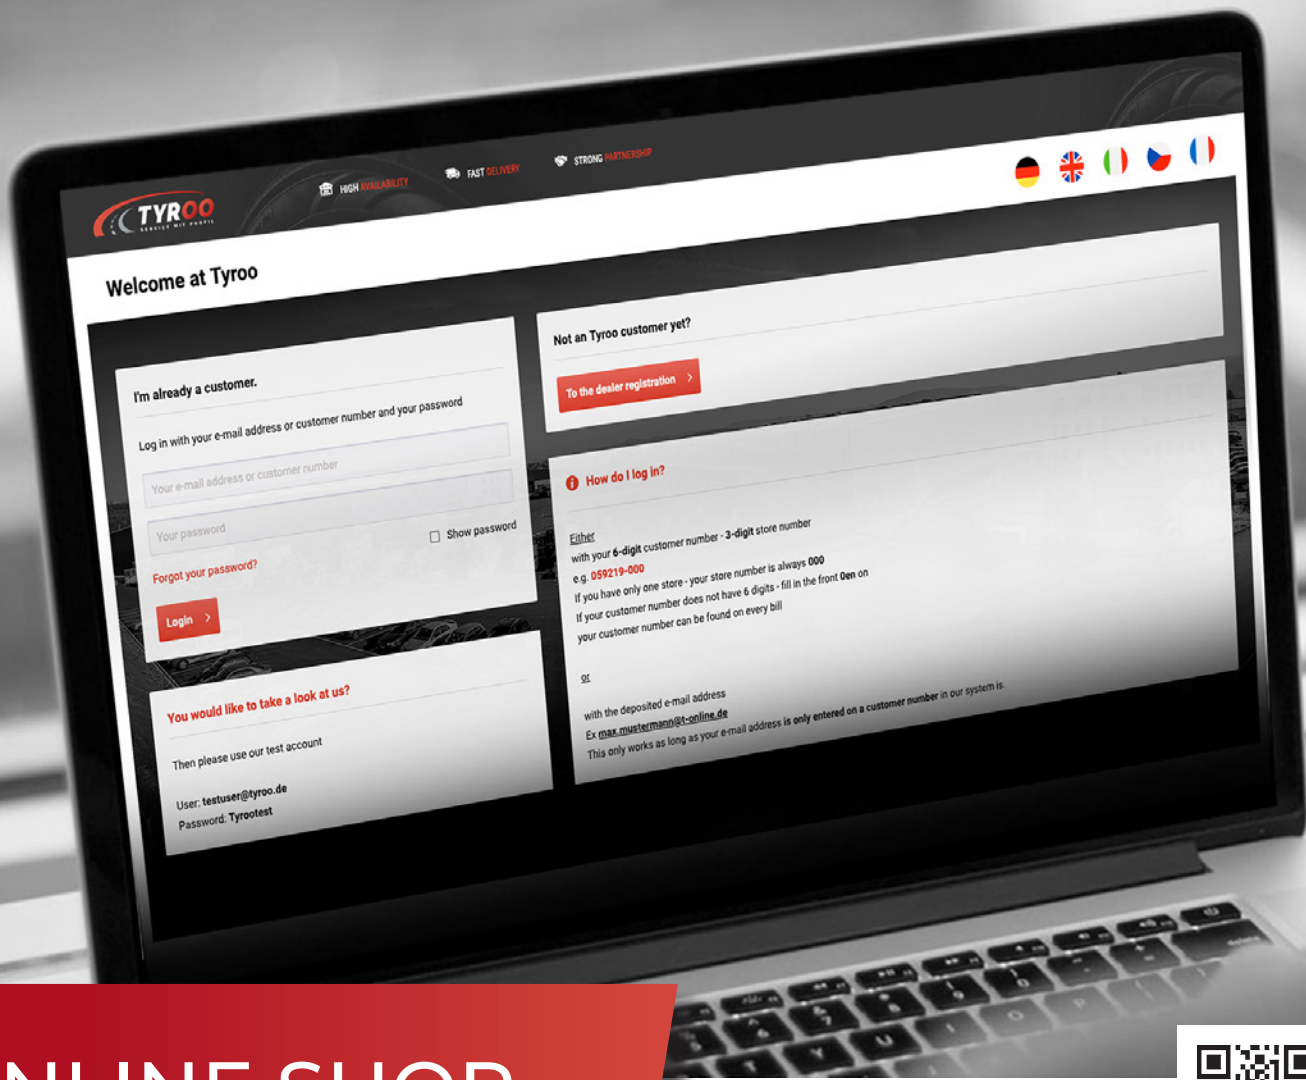 TYROO
SERVICE MIT PROFIL
HIGH AVAILABILITY
FAST DELIVERY
STRONG PARTNERSHIP
Welcome at Tyroo
I'm already a customer.
Log in with your e-mail address or customer number and your password
Your e-mail address or customer number
Your password
Show password
Forgot your password?
Login >
You would like to take a look at us?
Then please use our test account
User: testuser@tyroo.de
Password: Tyrootest
Not an Tyroo customer yet?
To the dealer registration >
How do I log in?
Either
with your 6-digit customer number - 3-digit store number
e.g. 059219-000
If you have only one store - your store number is always 000
If your customer number does not have 6 digits - fill in the front 0en on
your customer number can be found on every bill
or
with the deposited e-mail address
Ex max.mustermann@t-online.de
This only works as long as your e-mail address is only entered on a customer number in our system is.
delete
NLINE SHOP